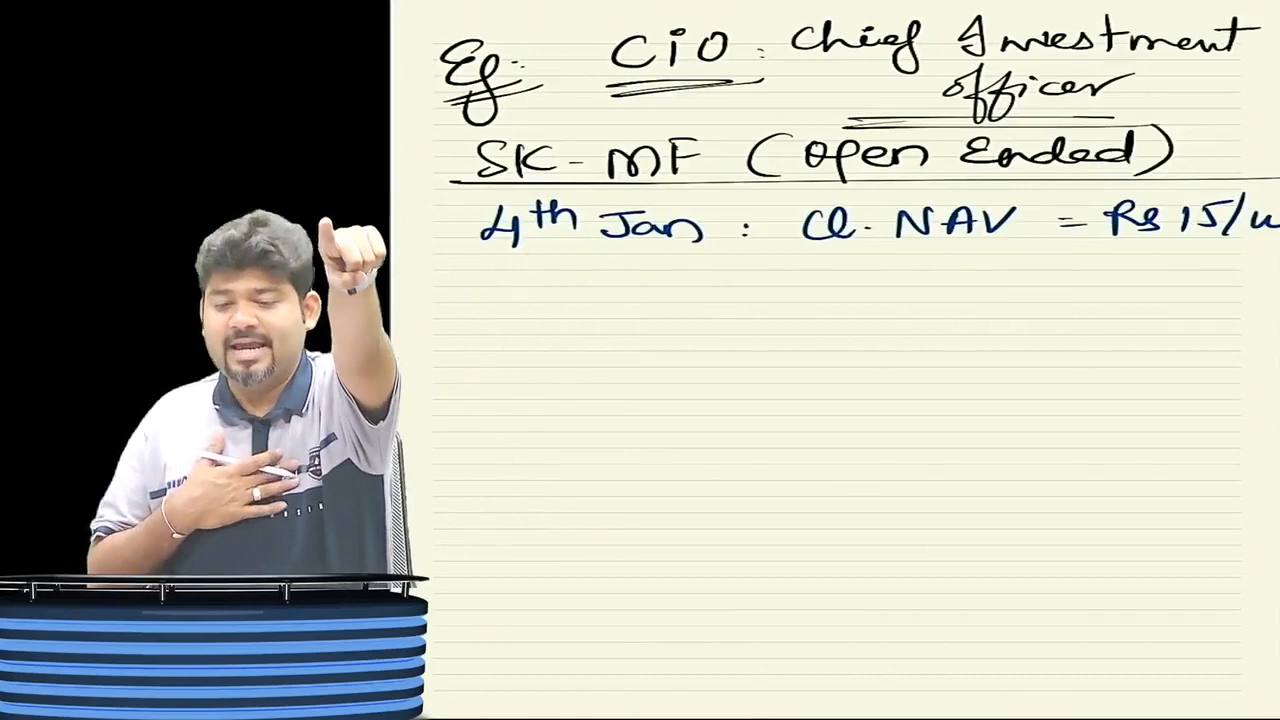 Eg:- CiO : Chief Investment
officer
SK-MF (open Ended)
4th Jan : Cl. NAV = Rs 15/u